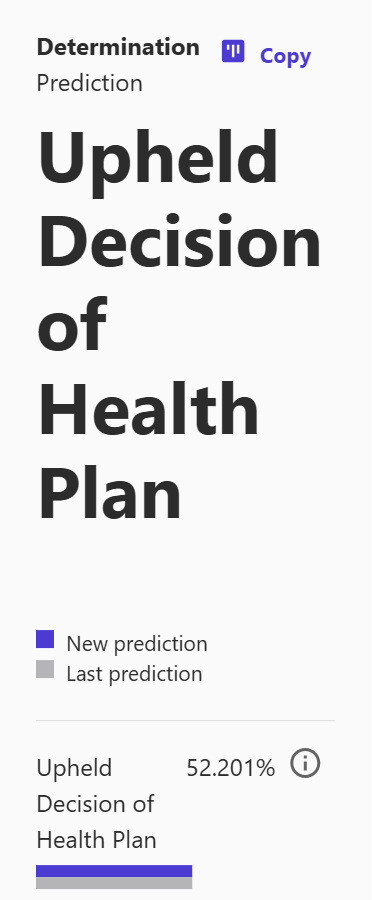 Determination Copy
Prediction
Upheld
Decision
of
Health
Plan
New prediction
Last prediction
Upheld 52.201%
Decision of
Health Plan